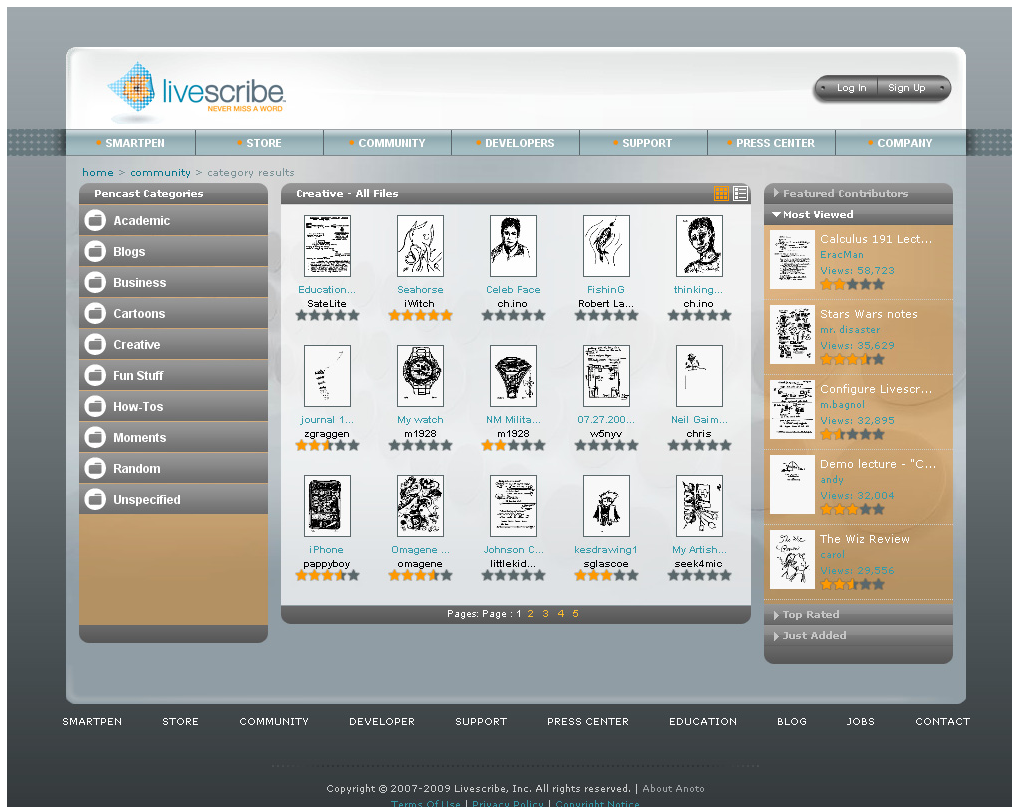 livescribe
NEVER MISS A WORD
Log In
Sign Up
SMARTPEN
STORE
COMMUNITY
DEVELOPERS
SUPPORT
PRESS CENTER
COMPANY
home > community > category results
Pencast Categories
Academic
Blogs
Business
Cartoons
Creative
Fun Stuff
How-Tos
Moments
Random
Unspecified
Creative - All Files
Education...
SateLite
Seahorse
iWitch
Celeb Face
ch.ino
FishinG
Robert La...
thinking...
ch.ino
journal 1...
zgraggen
My watch
m1928
NM Milita...
m1928
07.27.200...
w5nyv
Neil Gaim...
chris
iPhone
pappyboy
Omagene ...
omagene
Johnson C...
littlekid...
kesdrawing1
sglascoe
My Artish...
seek4mic
Pages: Page : 1 2 3 4 5
Featured Contributors
Most Viewed
Calculus 191 Lect...
EracMan
Views: 58,723
Stars Wars notes
mr. disaster
Views: 35,629
Configure Livescr...
m.bagnol
Views: 32,895
Demo lecture - "C...
andy
Views: 32,004
The Wiz Review
carol
Views: 29,556
Top Rated
Just Added
SMARTPEN
STORE
COMMUNITY
DEVELOPER
SUPPORT
PRESS CENTER
EDUCATION
BLOG
JOBS
CONTACT
Copyright © 2007-2009 Livescribe, Inc. All rights reserved. | About Anoto
Terms Of Use | Privacy Policy | Copyright Notice